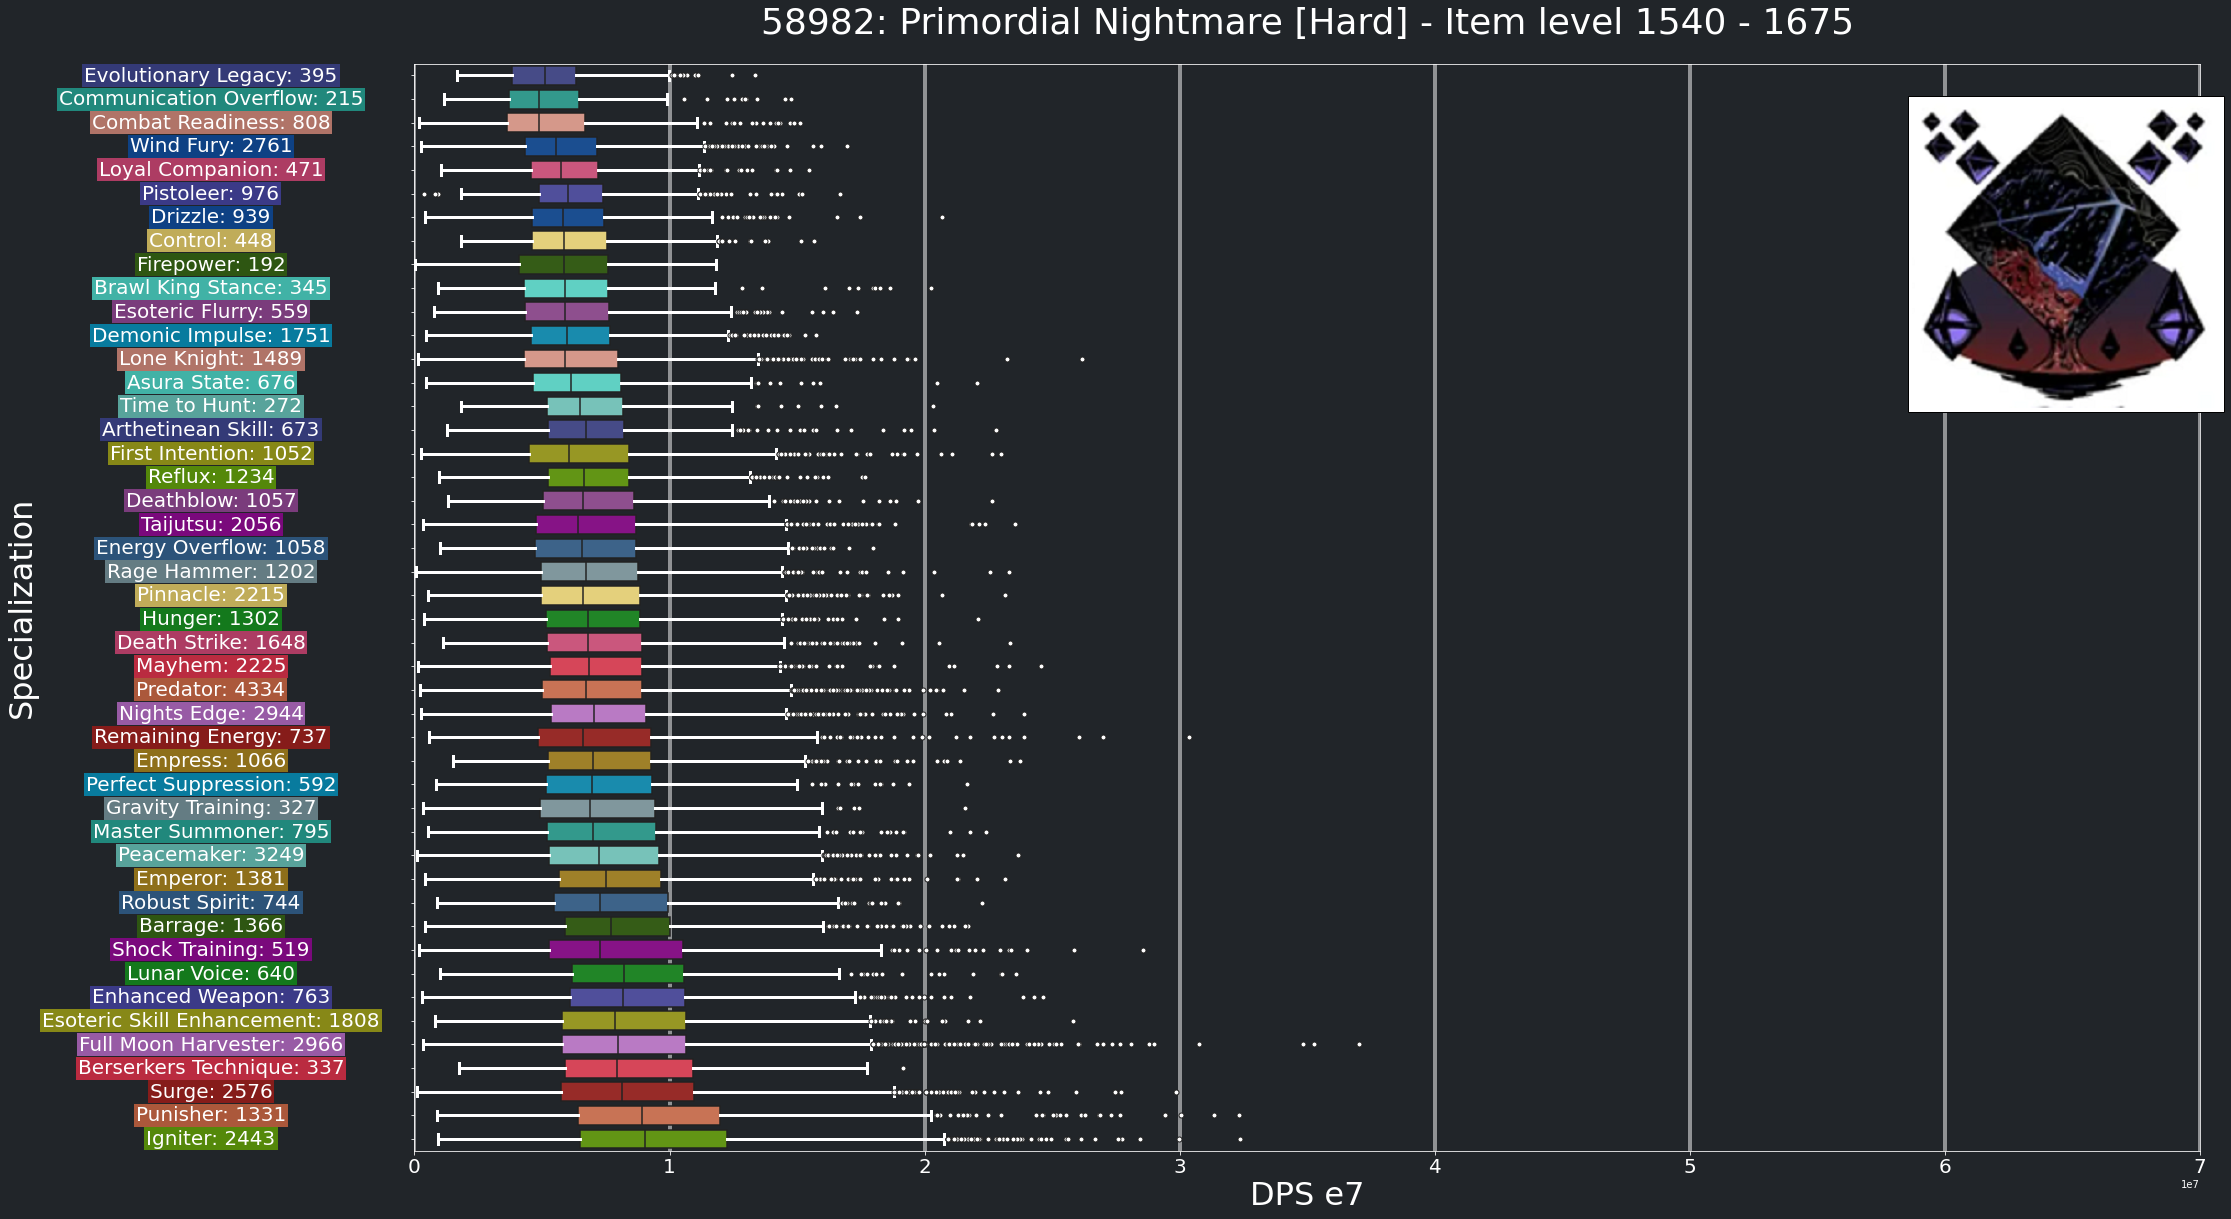 58982: Primordial Nightmare [Hard] - Item level 1540 - 1675
Specialization
Evolutionary Legacy: 395
Communication Overflow: 215
Combat Readiness: 808
Wind Fury: 2761
Loyal Companion: 471
Pistoleer: 976
Drizzle: 939
Control: 448
Firepower: 192
Brawl King Stance: 345
Esoteric Flurry: 559
Demonic Impulse: 1751
Lone Knight: 1489
Asura State: 676
Time to Hunt: 272
Arthetinean Skill: 673
First Intention: 1052
Reflux: 1234
Deathblow: 1057
Taijutsu: 2056
Energy Overflow: 1058
Rage Hammer: 1202
Pinnacle: 2215
Hunger: 1302
Death Strike: 1648
Mayhem: 2225
Predator: 4334
Nights Edge: 2944
Remaining Energy: 737
Empress: 1066
Perfect Suppression: 592
Gravity Training: 327
Master Summoner: 795
Peacemaker: 3249
Emperor: 1381
Robust Spirit: 744
Barrage: 1366
Shock Training: 519
Lunar Voice: 640
Enhanced Weapon: 763
Esoteric Skill Enhancement: 1808
Full Moon Harvester: 2966
Berserkers Technique: 337
Surge: 2576
Punisher: 1331
Igniter: 2443
0 1 2 3 4 5 6 7
1e7
DPS e7